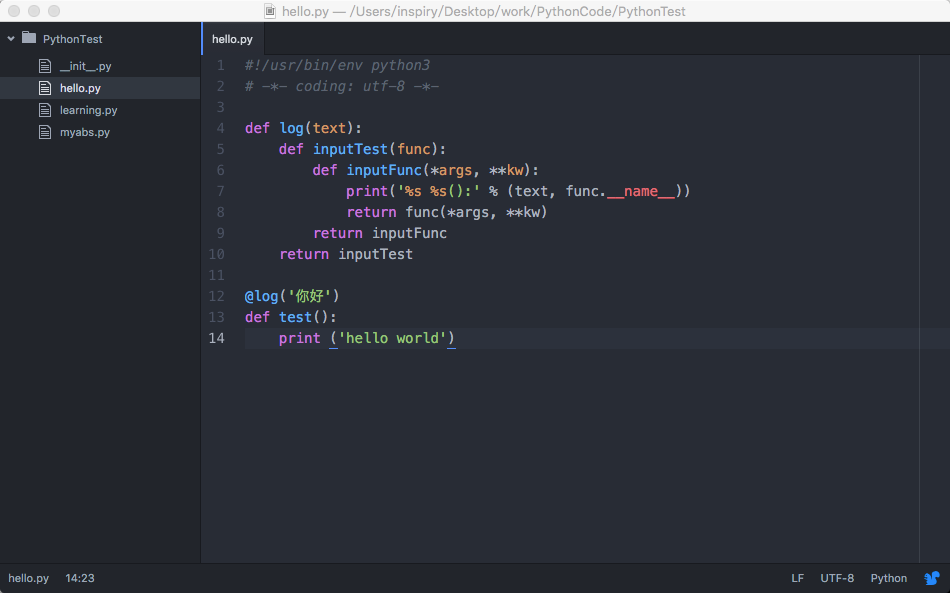 hello.py — /Users/inspiry/Desktop/work/PythonCode/PythonTest
PythonTest
__init__.py
hello.py
learning.py
myabs.py
hello.py
1 #!/usr/bin/env python3
2 # -*- coding: utf-8 -*-
3
4 def log(text):
5     def inputTest(func):
6         def inputFunc(*args, **kw):
7             print('%s %s():' % (text, func.__name__))
8             return func(*args, **kw)
9         return inputFunc
10     return inputTest
11
12 @log('你好')
13 def test():
14     print ('hello world')
hello.py 14:23 LF UTF-8 Python